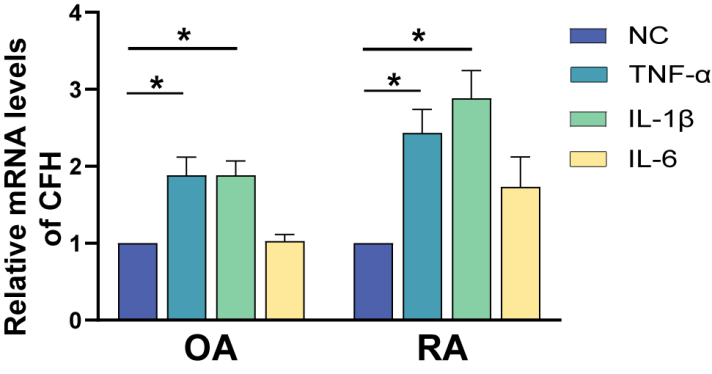 Relative mRNA levels
of CFH
4
3
2
1
0
*
*
*
*
OA
RA
NC
TNF-α
IL-1β
IL-6